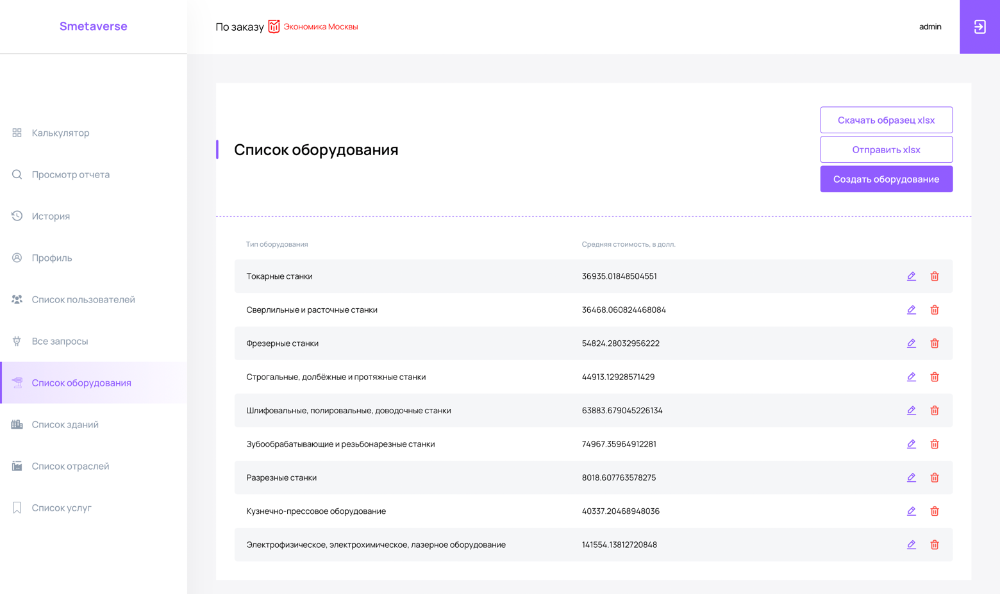 Smetaverse
По заказу Экономика Москвы
admin
Калькулятор
Просмотр отчета
История
Профиль
Список пользователей
Все запросы
Список оборудования
Список зданий
Список отраслей
Список услуг
Список оборудования
Скачать образец xlsx
Отправить xlsx
Создать оборудование
Тип оборудования Средняя стоимость, в долл.
Токарные станки 36935.01848504551
Сверлильные и расточные станки 36468.060824468084
Фрезерные станки 54824.28032956222
Строгальные, долбёжные и протяжные станки 44913.12928571429
Шлифовальные, полировальные, доводочные станки 63883.679045226134
Зубообрабатывающие и резьбонарезные станки 74967.35964912281
Разрезные станки 8018.607763578275
Кузнечно-прессовое оборудование 40337.20468948036
Электрофизическое, электрохимическое, лазерное оборудование 141554.13812720848